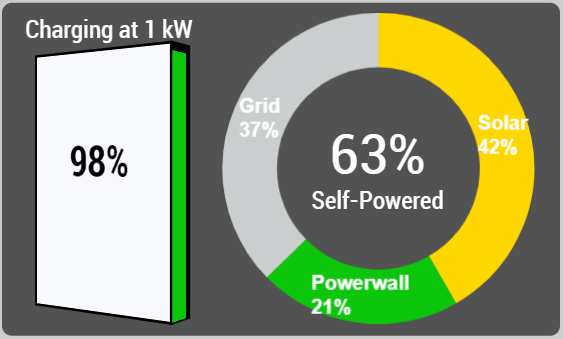 Charging at 1 kW
98%
Grid
37%
Solar
42%
63%
Self-Powered
Powerwall
21%